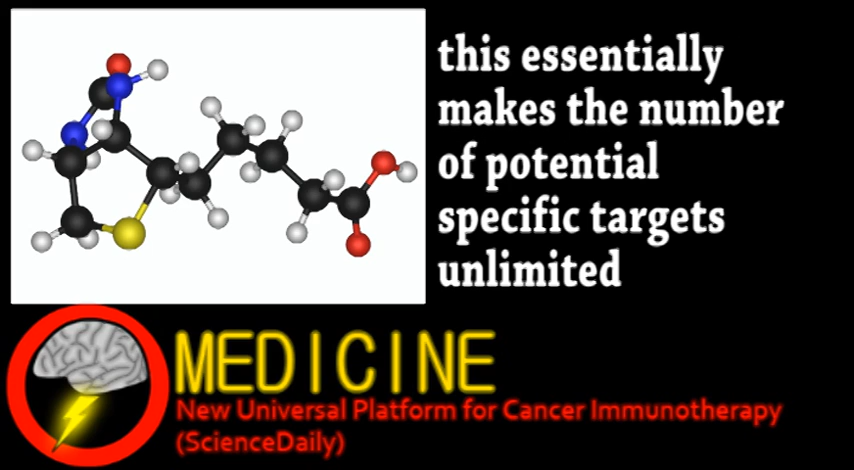 this essentially
makes the number
of potential
specific targets
unlimited
MEDICINE
New Universal Platform for Cancer Immunotherapy
(ScienceDaily)